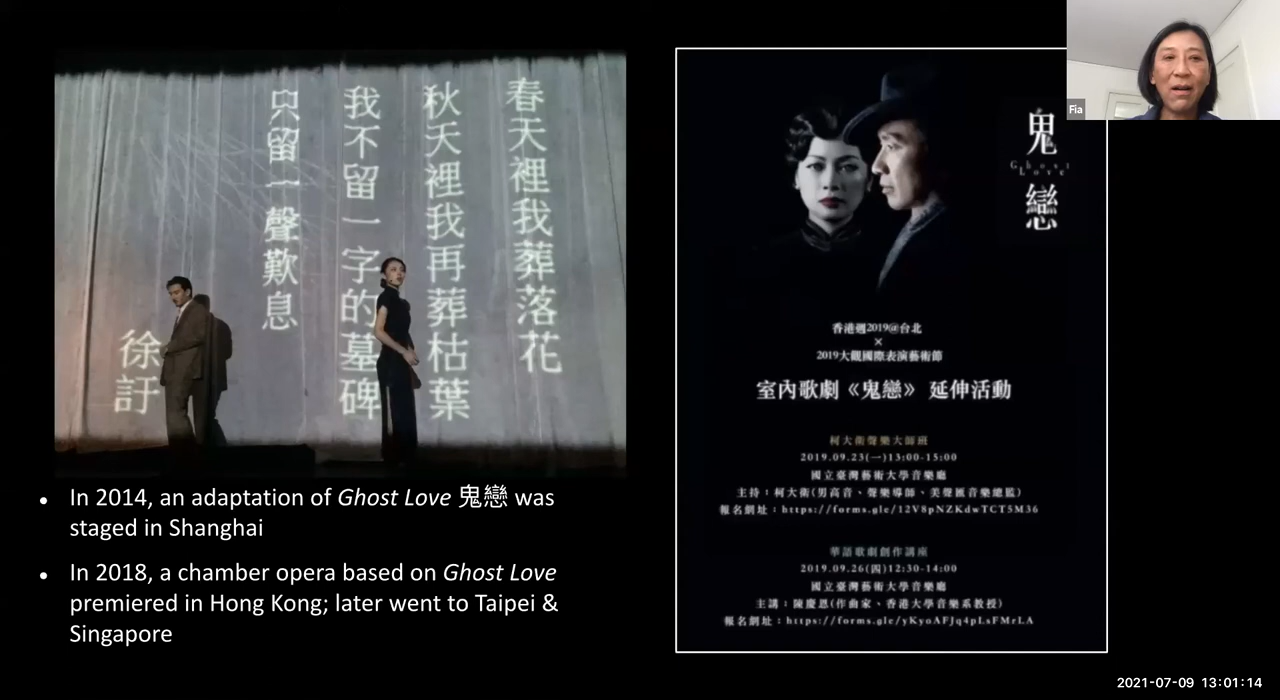 春天裡我葬落花
秋天裡我再葬枯葉
我不留一字的墓碑
只留一聲歎息
徐訏
• In 2014, an adaptation of Ghost Love 鬼戀 was
staged in Shanghai
• In 2018, a chamber opera based on Ghost Love
premiered in Hong Kong; later went to Taipei &
Singapore
鬼
Ghost
Love
戀
香港週2019@台北
×
2019大觀國際表演藝術節
室內歌劇《鬼戀》 延伸活動
柯大衛聲樂大師班
2019.09.23(一)13:00-15:00
國立臺灣藝術大學音樂廳
主持：柯大衛(男高音、聲樂導師、美聲匯音樂總監)
報名網址：https://forms.gle/12V8pNZKdwTCT5M36
華語歌劇創作講座
2019.09.26(四)12:30-14:00
國立臺灣藝術大學音樂廳
主講：陳慶恩(作曲家、香港大學音樂系教授)
報名網址：https://forms.gle/yKyoAFJq4pLsFMrLA
Fia
2021-07-09 13:01:14